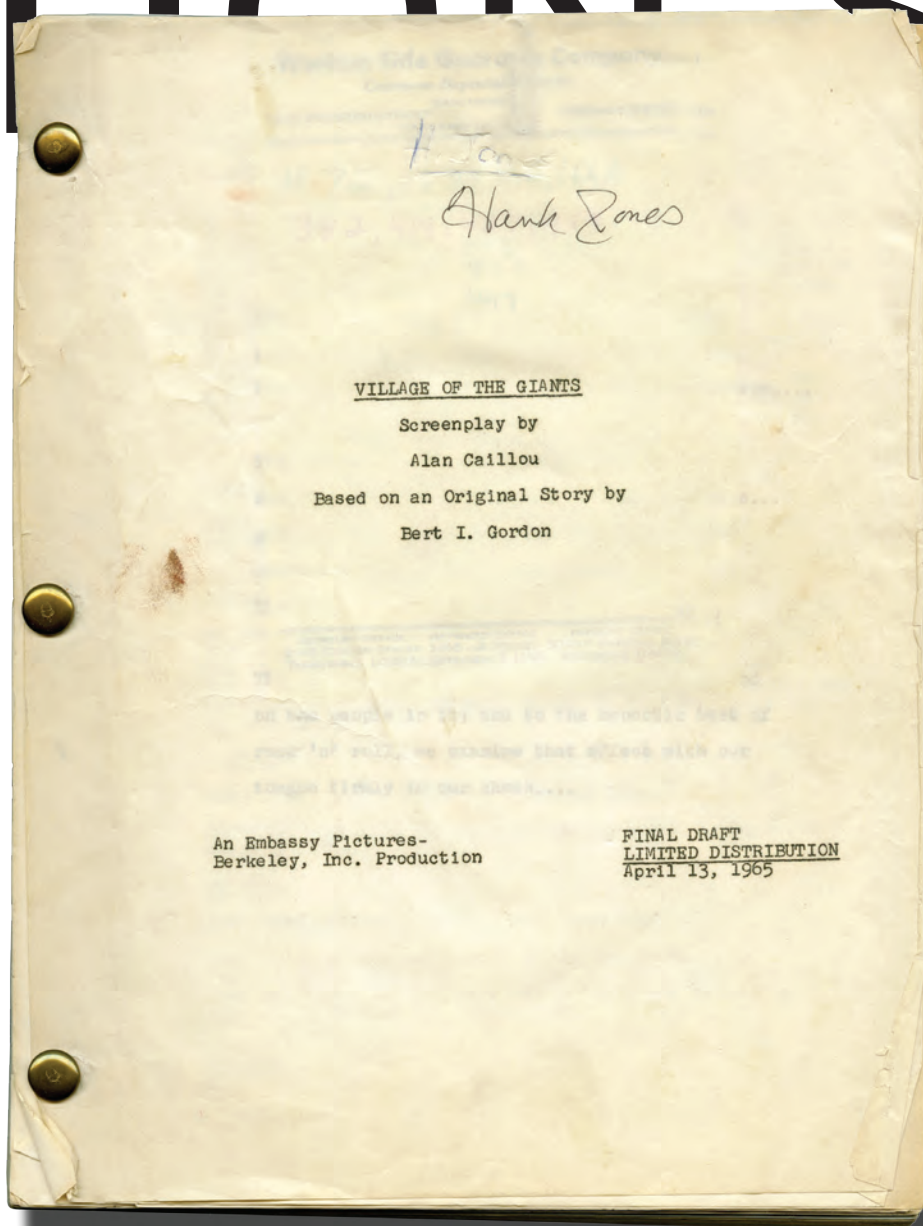 H. Jones
Hank Jones
VILLAGE OF THE GIANTS
Screenplay by
Alan Caillou
Based on an Original Story by
Bert I. Gordon
An Embassy Pictures-
Berkeley, Inc. Production
FINAL DRAFT
LIMITED DISTRIBUTION
April 13, 1965